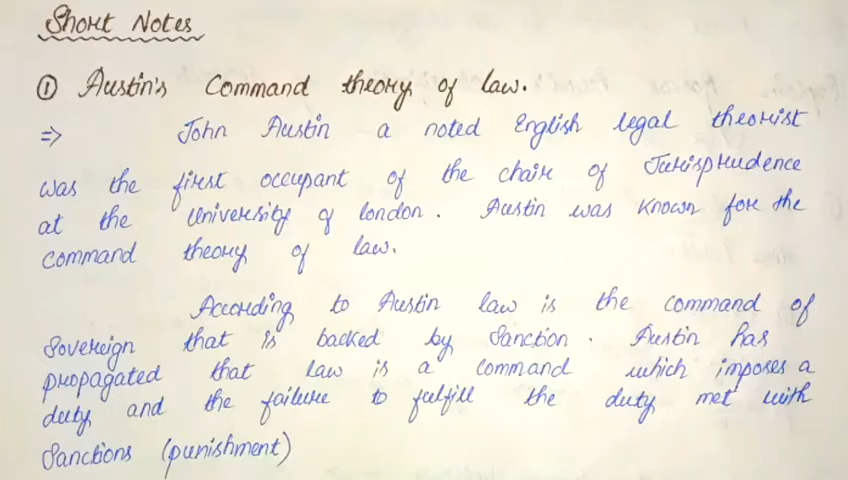 Short Notes
① Austin's Command theory of law.
⇒ John Austin a noted English legal theorist
was the first occupant of the chair of Jurisprudence
at the University of london. Austin was known for the
command theory of law.
According to Austin law is the command of
Sovereign that is backed by Sanction. Austin has
propagated that law is a command which imposes a
duty and the failure to fulfill the duty met with
Sanctions (punishment)